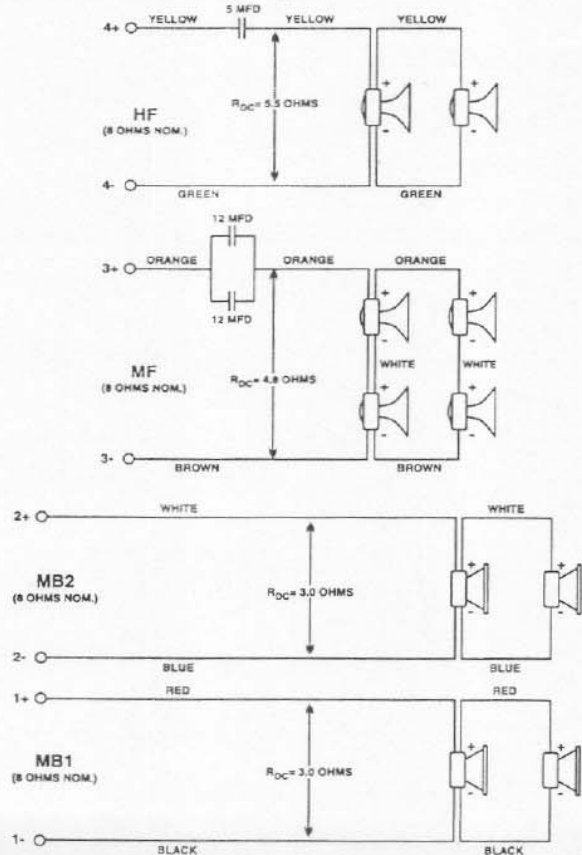 5 MFD
4+ YELLOW YELLOW YELLOW
+ +
HF RDC= 5.5 OHMS
(8 OHMS NOM.)
- -
4- GREEN GREEN
12 MFD
3+ ORANGE ORANGE ORANGE
12 MFD
+ +
- -
MF WHITE WHITE
(8 OHMS NOM.) RDC= 4.8 OHMS
+ +
- -
3- BROWN BROWN
2+ WHITE WHITE
+ +
MB2
(8 OHMS NOM.) RDC= 3.0 OHMS
- -
2- BLUE BLUE
1+ RED RED
+ +
MB1 RDC= 3.0 OHMS
(8 OHMS NOM.)
- -
1- BLACK BLACK